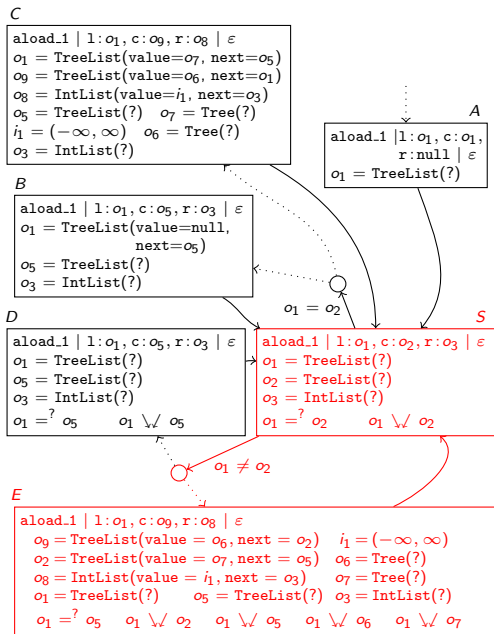 C
aload_1 | l:o₁, c:o₉, r:o₈ | ε
o₁ = TreeList(value=o₇, next=o₅)
o₉ = TreeList(value=o₆, next=o₁)
o₈ = IntList(value=i₁, next=o₃)
o₅ = TreeList(?) o₇ = Tree(?)
i₁ = (−∞, ∞) o₆ = Tree(?)
o₃ = IntList(?)
A
aload_1 |l:o₁, c:o₁,
r:null | ε
o₁ = TreeList(?)
B
aload_1 | l:o₁, c:o₅, r:o₃ | ε
o₁ = TreeList(value=null,
next=o₅)
o₅ = TreeList(?)
o₃ = IntList(?)
o₁ = o₂
D
aload_1 | l:o₁, c:o₅, r:o₃ | ε
o₁ = TreeList(?)
o₅ = TreeList(?)
o₃ = IntList(?)
o₁ =? o₅ o₁ ↘↙ o₅
S
aload_1 | l:o₁, c:o₂, r:o₃ | ε
o₁ = TreeList(?)
o₂ = TreeList(?)
o₃ = IntList(?)
o₁ =? o₂ o₁ ↘↙ o₂
o₁ ≠ o₂
E
aload_1 | l:o₁, c:o₉, r:o₈ | ε
o₉ = TreeList(value = o₆, next = o₂) i₁ = (−∞, ∞)
o₂ = TreeList(value = o₇, next = o₅) o₆ = Tree(?)
o₈ = IntList(value = i₁, next = o₃) o₇ = Tree(?)
o₁ = TreeList(?) o₅ = TreeList(?) o₃ = IntList(?)
o₁ =? o₅ o₁ ↘↙ o₂ o₁ ↘↙ o₅ o₁ ↘↙ o₆ o₁ ↘↙ o₇